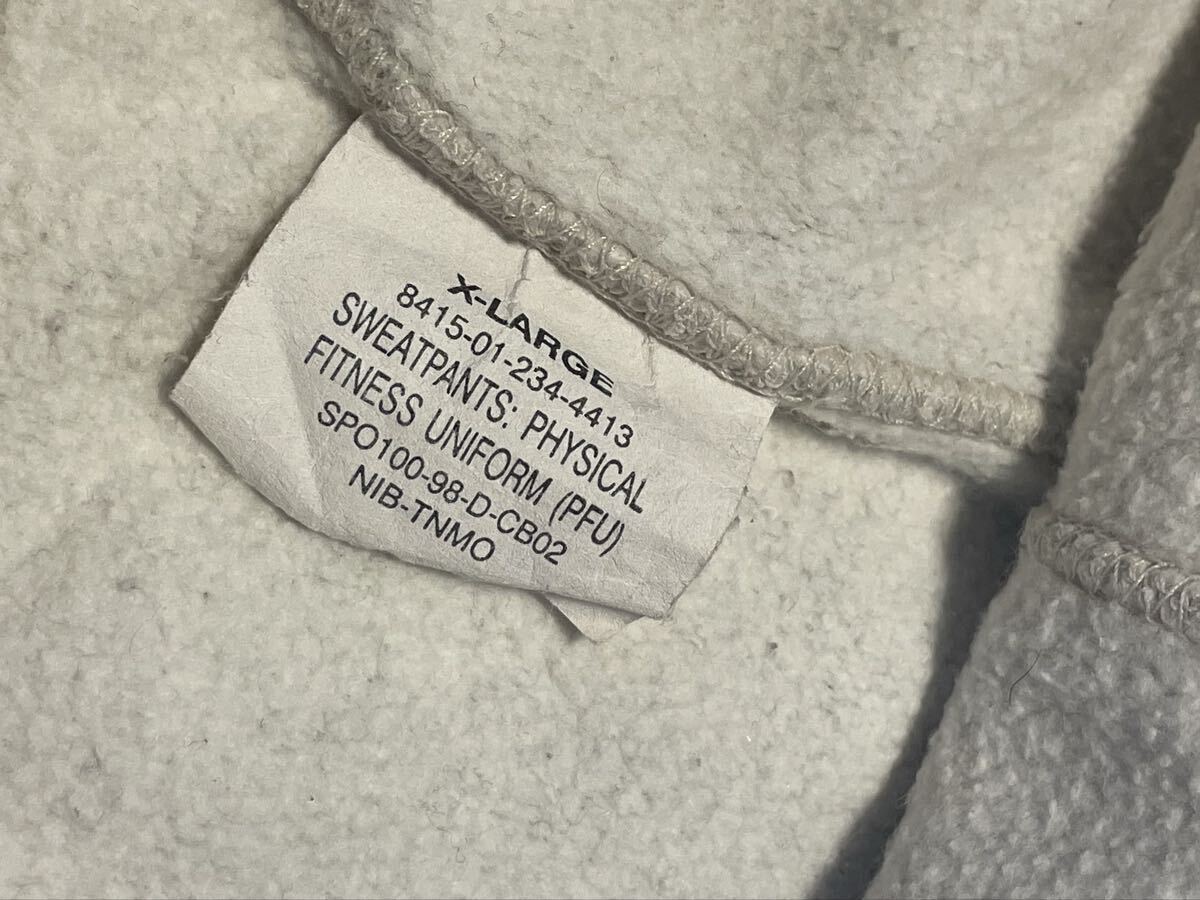 X-LARGE
8415-01-234-4413
SWEATPANTS: PHYSICAL
FITNESS UNIFORM (PFU)
SPO100-98-D-CB02
NIB-TNMO